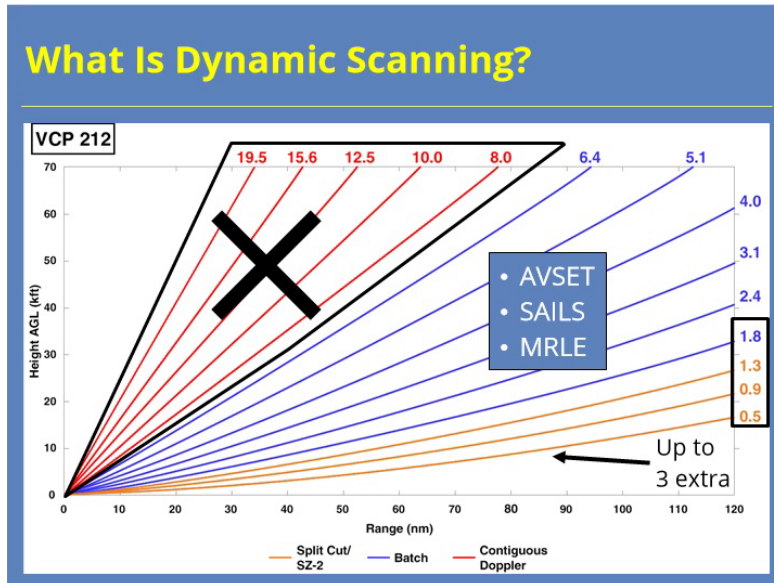 What Is Dynamic Scanning?
VCP 212
19.5 15.6 12.5 10.0 8.0 6.4 5.1
4.0
3.1
2.4
1.8
1.3
0.9
0.5
• AVSET
• SAILS
• MRLE
Up to
3 extra
Height AGL (kft)
70
60
50
40
30
20
10
0
0 10 20 30 40 50 60 70 80 90 100 110 120
Range (nm)
Split Cut/
SZ-2
Batch
Contiguous
Doppler